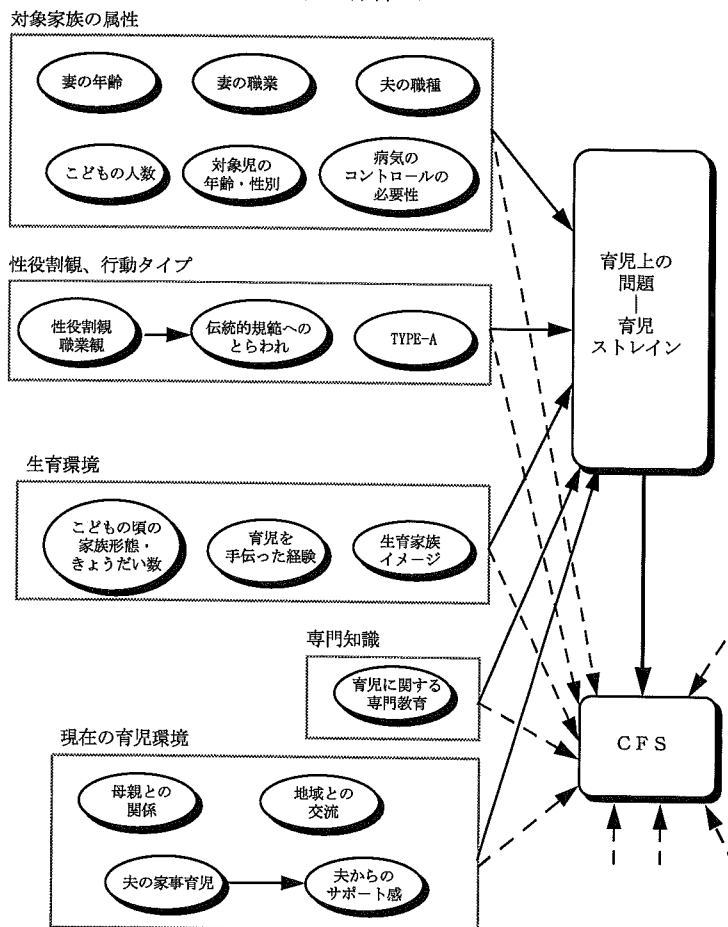 対象家族の属性
妻の年齢
妻の職業
夫の職種
こどもの人数
対象児の
年齢・性別
病気の
コントロールの
必要性
性役割観、行動タイプ
性役割観
職業観
伝統的規範への
とらわれ
TYPE-A
育児上の
問題
|
育児
ストレイン
生育環境
こどもの頃の
家族形態・
きょうだい数
育児を
手伝った経験
生育家族
イメージ
専門知識
育児に関する
専門教育
CFS
現在の育児環境
母親との
関係
地域との
交流
夫の家事育児
夫からの
サポート感